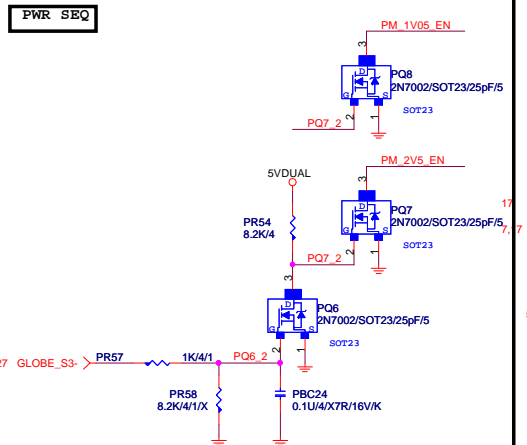 PWR SEQ
PM_1V05_EN
3
PQ8
D
2N7002/SOT23/25pF/5
G
S
SOT23
2
1
PQ7_2
PM_2V5_EN
5VDUAL
3
17
PQ7
D
2N7002/SOT23/25pF/5
G
S
PR54
8.2K/4
SOT23
2
1
PQ7_2
3
PQ6
D
2N7002/SOT23/25pF/5
G
S
SOT23
2
1
27 GLOBE_S3-
PR57
1K/4/1
PQ6_2
PR58
8.2K/4/1/X
PBC24
0.1U/4/X7R/16V/K